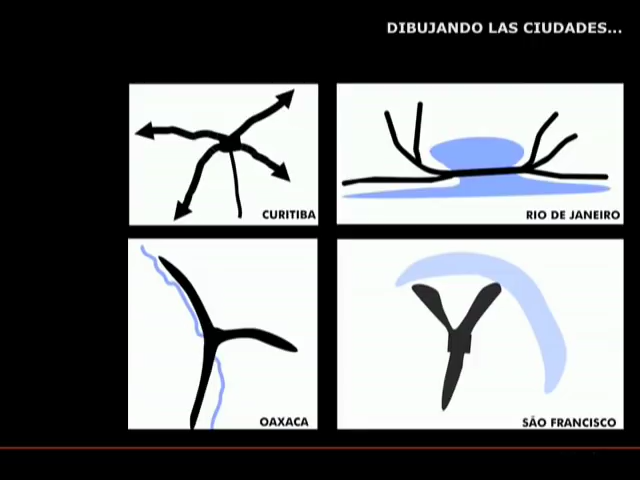 DIBUJANDO LAS CIUDADES...
CURITIBA
RIO DE JANEIRO
OAXACA
SÃO FRANCISCO